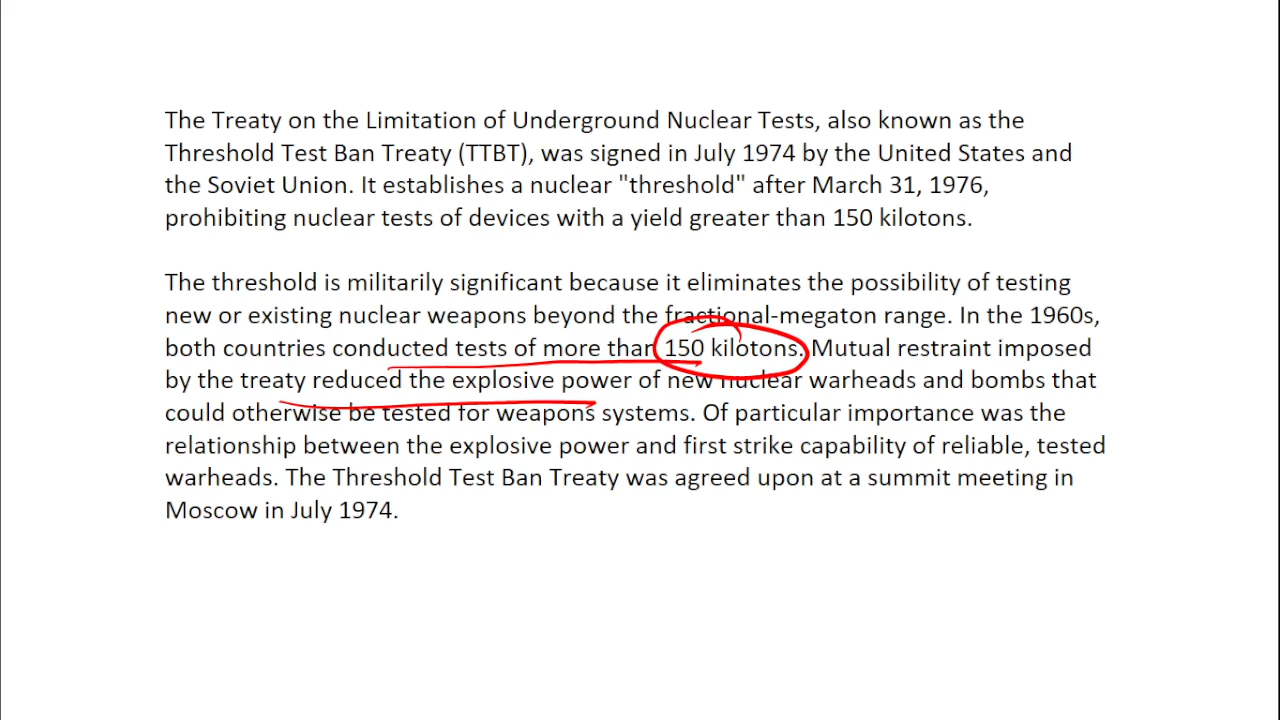 The Treaty on the Limitation of Underground Nuclear Tests, also known as the
Threshold Test Ban Treaty (TTBT), was signed in July 1974 by the United States and
the Soviet Union. It establishes a nuclear "threshold" after March 31, 1976,
prohibiting nuclear tests of devices with a yield greater than 150 kilotons.
The threshold is militarily significant because it eliminates the possibility of testing
new or existing nuclear weapons beyond the fractional-megaton range. In the 1960s,
both countries conducted tests of more than 150 kilotons. Mutual restraint imposed
by the treaty reduced the explosive power of new nuclear warheads and bombs that
could otherwise be tested for weapons systems. Of particular importance was the
relationship between the explosive power and first strike capability of reliable, tested
warheads. The Threshold Test Ban Treaty was agreed upon at a summit meeting in
Moscow in July 1974.